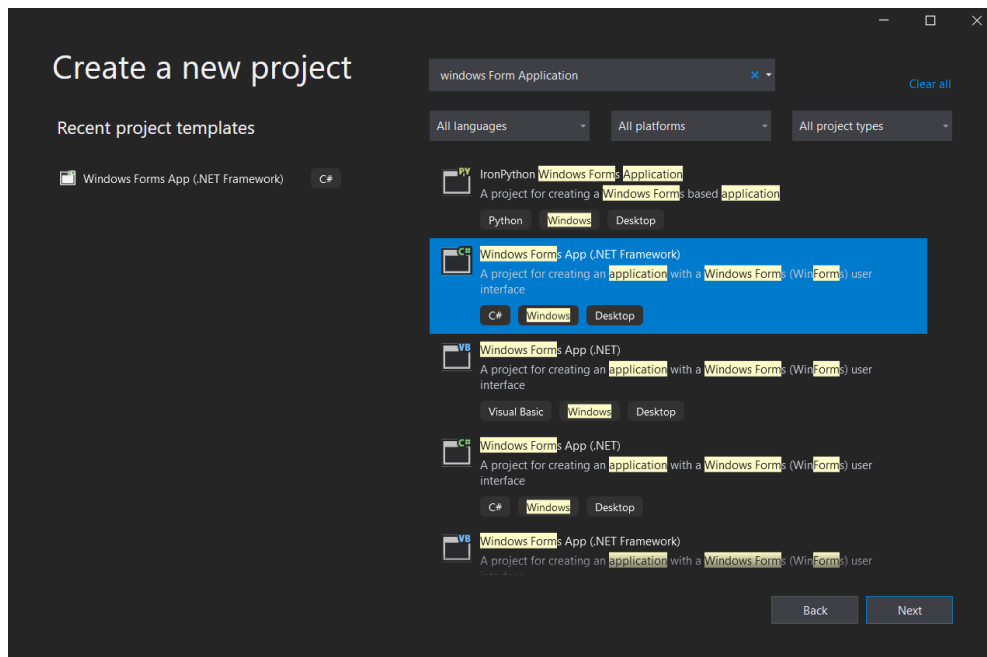 Create a new project
windows Form Application
Clear all
Recent project templates
All languages
All platforms
All project types
Windows Forms App (.NET Framework)
C#
PY
IronPython Windows Forms Application
A project for creating a Windows Forms based application
Python
Windows
Desktop
C#
Windows Forms App (.NET Framework)
A project for creating an application with a Windows Forms (WinForms) user
interface
C#
Windows
Desktop
VB
Windows Forms App (.NET)
A project for creating an application with a Windows Forms (WinForms) user
interface
Visual Basic
Windows
Desktop
C#
Windows Forms App (.NET)
A project for creating an application with a Windows Forms (WinForms) user
interface
C#
Windows
Desktop
VB
Windows Forms App (.NET Framework)
A project for creating an application with a Windows Forms (WinForms) user
Back
Next